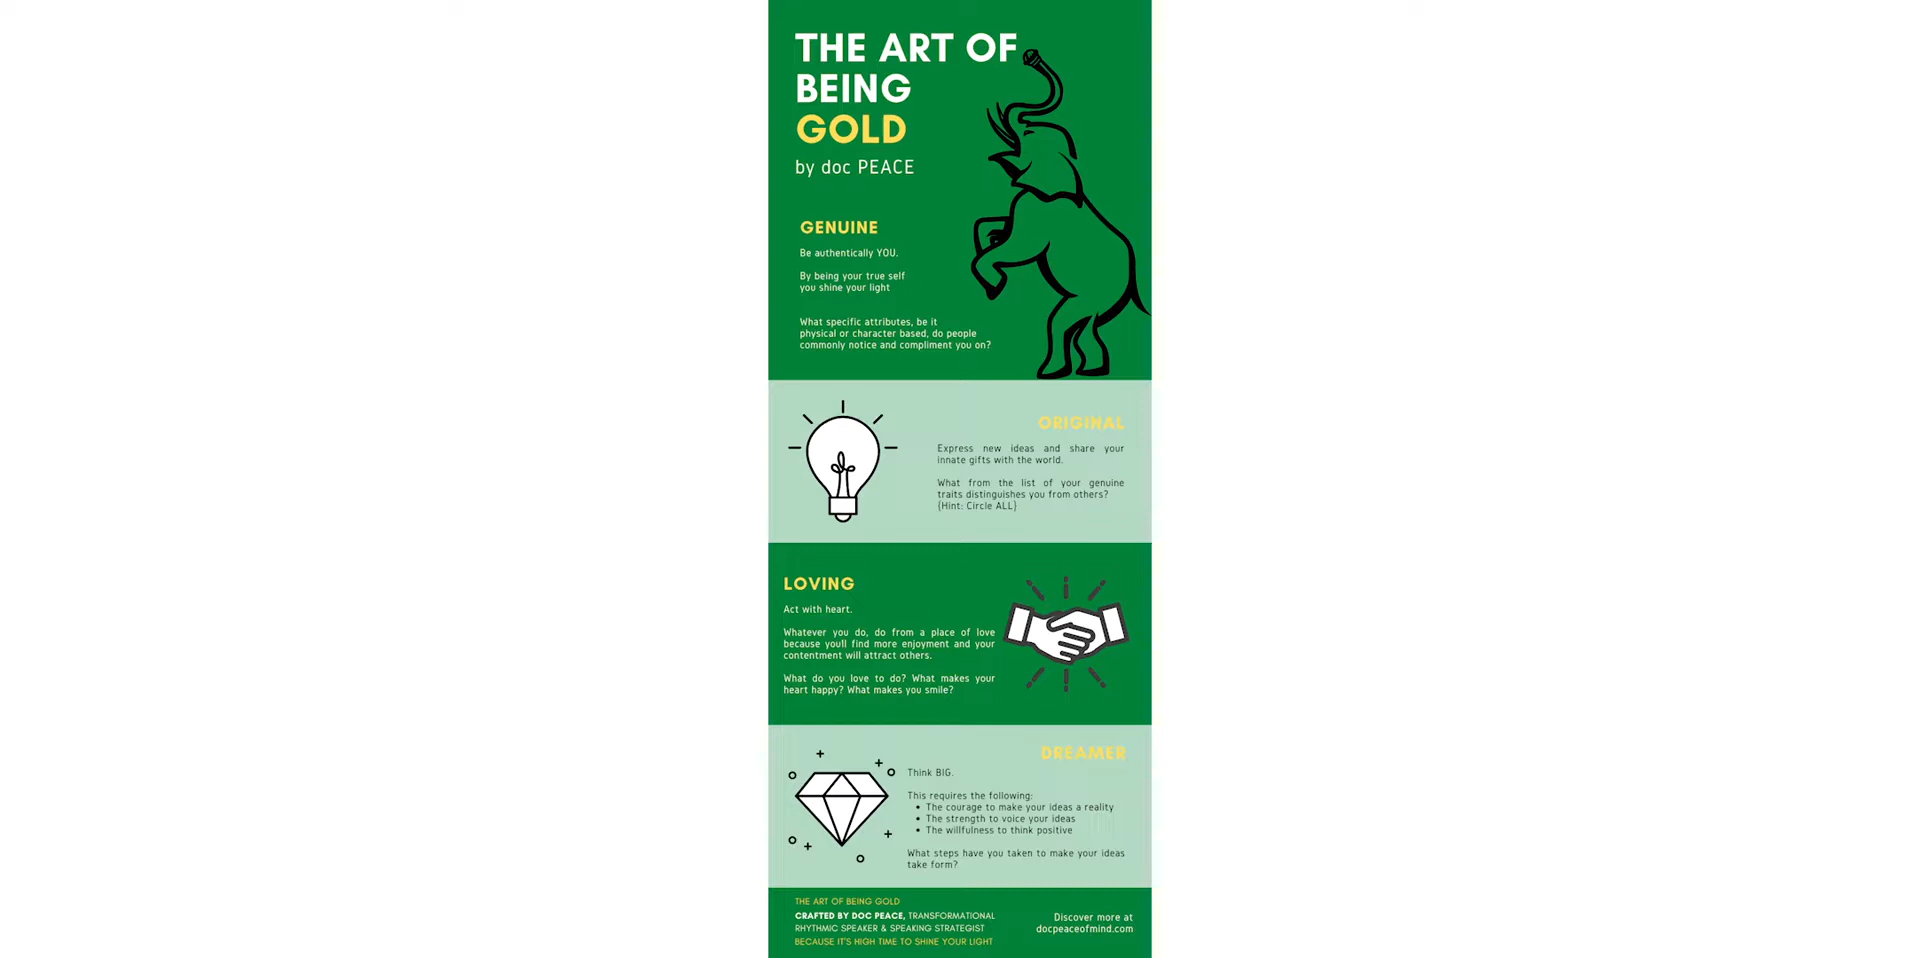 THE ART OF
BEING
GOLD
by doc PEACE
GENUINE
Be authentically YOU.
By being your true self
you shine your light
What specific attributes, be it
physical or character based, do people
commonly notice and compliment you on?
ORIGINAL
Express new ideas and share your
innate gifts with the world.
What from the list of your genuine
traits distinguishes you from others?
{Hint: Circle ALL}
LOVING
Act with heart.
Whatever you do, do from a place of love
because youll find more enjoyment and your
contentment will attract others.
What do you love to do? What makes your
heart happy? What makes you smile?
DREAMER
Think BIG.
This requires the following:
• The courage to make your ideas a reality
• The strength to voice your ideas
• The willfulness to think positive
What steps have you taken to make your ideas
take form?
THE ART OF BEING GOLD
CRAFTED BY DOC PEACE, TRANSFORMATIONAL
RHYTHMIC SPEAKER & SPEAKING STRATEGIST
BECAUSE IT'S HIGH TIME TO SHINE YOUR LIGHT
Discover more at
docpeaceofmind.com